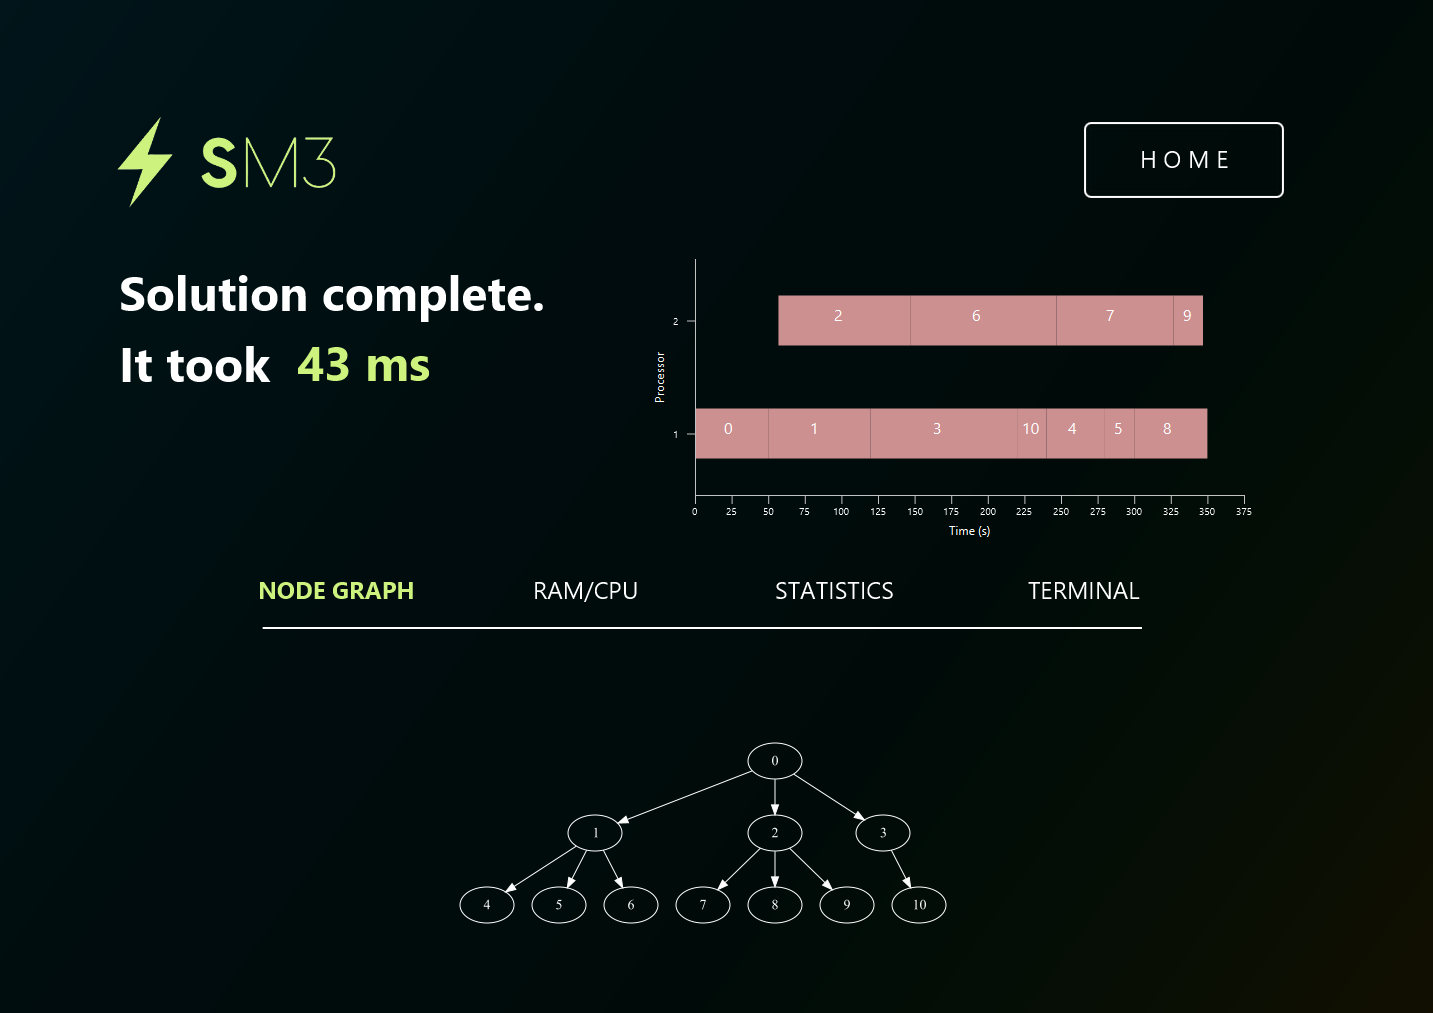 SM3
HOME
Solution complete.
It took 43 ms
2 6 7 9
2
Processor
0 1 3 10 4 5 8
1
0 25 50 75 100 125 150 175 200 225 250 275 300 325 350 375
Time (s)
NODE GRAPH RAM/CPU STATISTICS TERMINAL
0
1 2 3
4 5 6 7 8 9 10